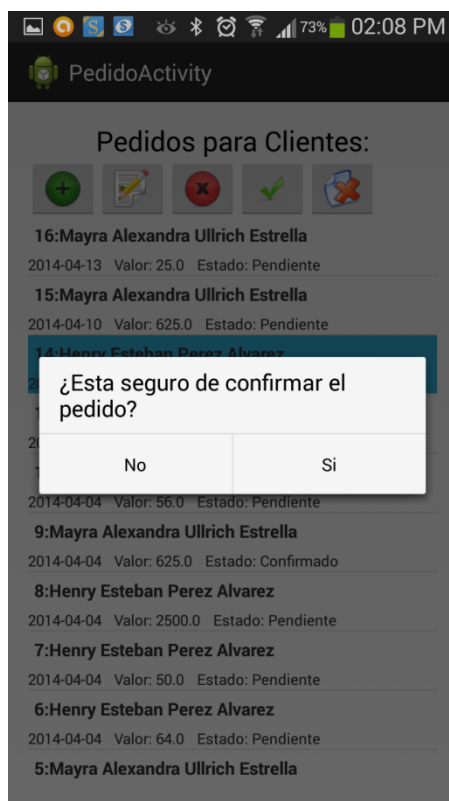 73% 02:08 PM
PedidoActivity
Pedidos para Clientes:
16:Mayra Alexandra Ullrich Estrella
2014-04-13 Valor: 25.0 Estado: Pendiente
15:Mayra Alexandra Ullrich Estrella
2014-04-10 Valor: 625.0 Estado: Pendiente
14:Henry Esteban Perez Alvarez
¿Esta seguro de confirmar el
pedido?
No Si
2014-04-04 Valor: 56.0 Estado: Pendiente
9:Mayra Alexandra Ullrich Estrella
2014-04-04 Valor: 625.0 Estado: Confirmado
8:Henry Esteban Perez Alvarez
2014-04-04 Valor: 2500.0 Estado: Pendiente
7:Henry Esteban Perez Alvarez
2014-04-04 Valor: 50.0 Estado: Pendiente
6:Henry Esteban Perez Alvarez
2014-04-04 Valor: 64.0 Estado: Pendiente
5:Mayra Alexandra Ullrich Estrella